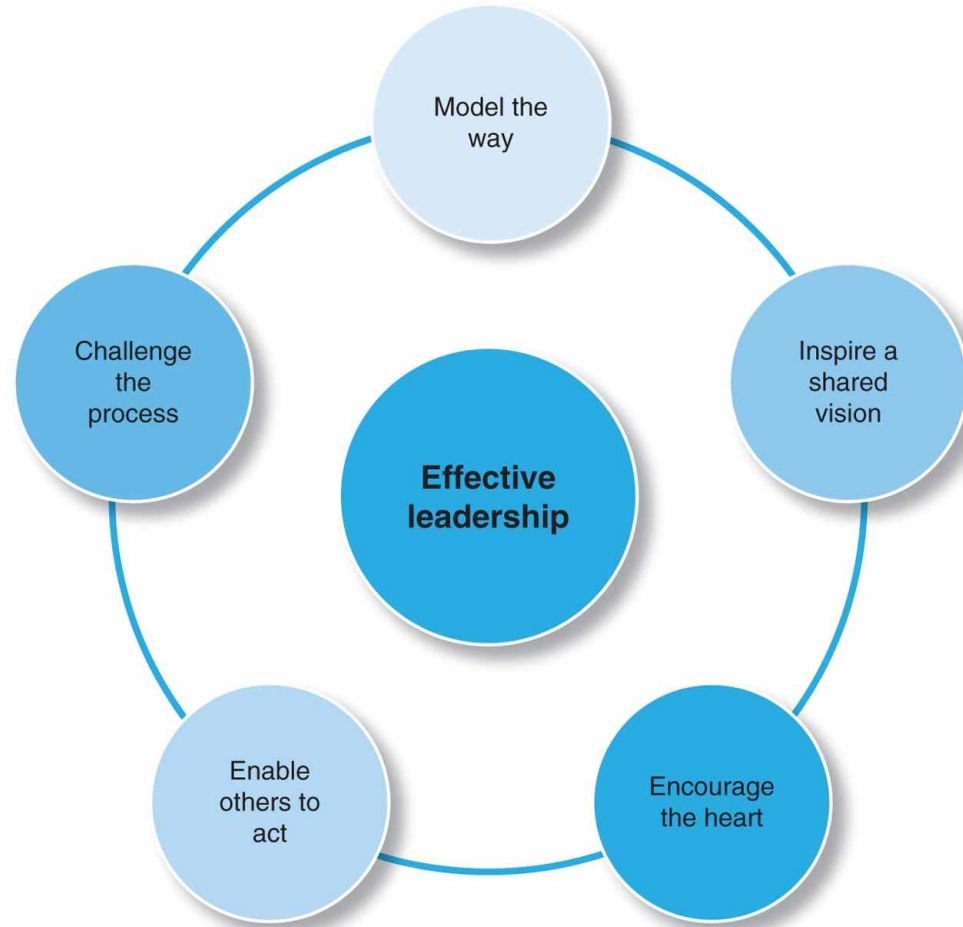 Model the
way
Challenge
the
process
Inspire a
shared
vision
Effective
leadership
Enable
others to
act
Encourage
the heart